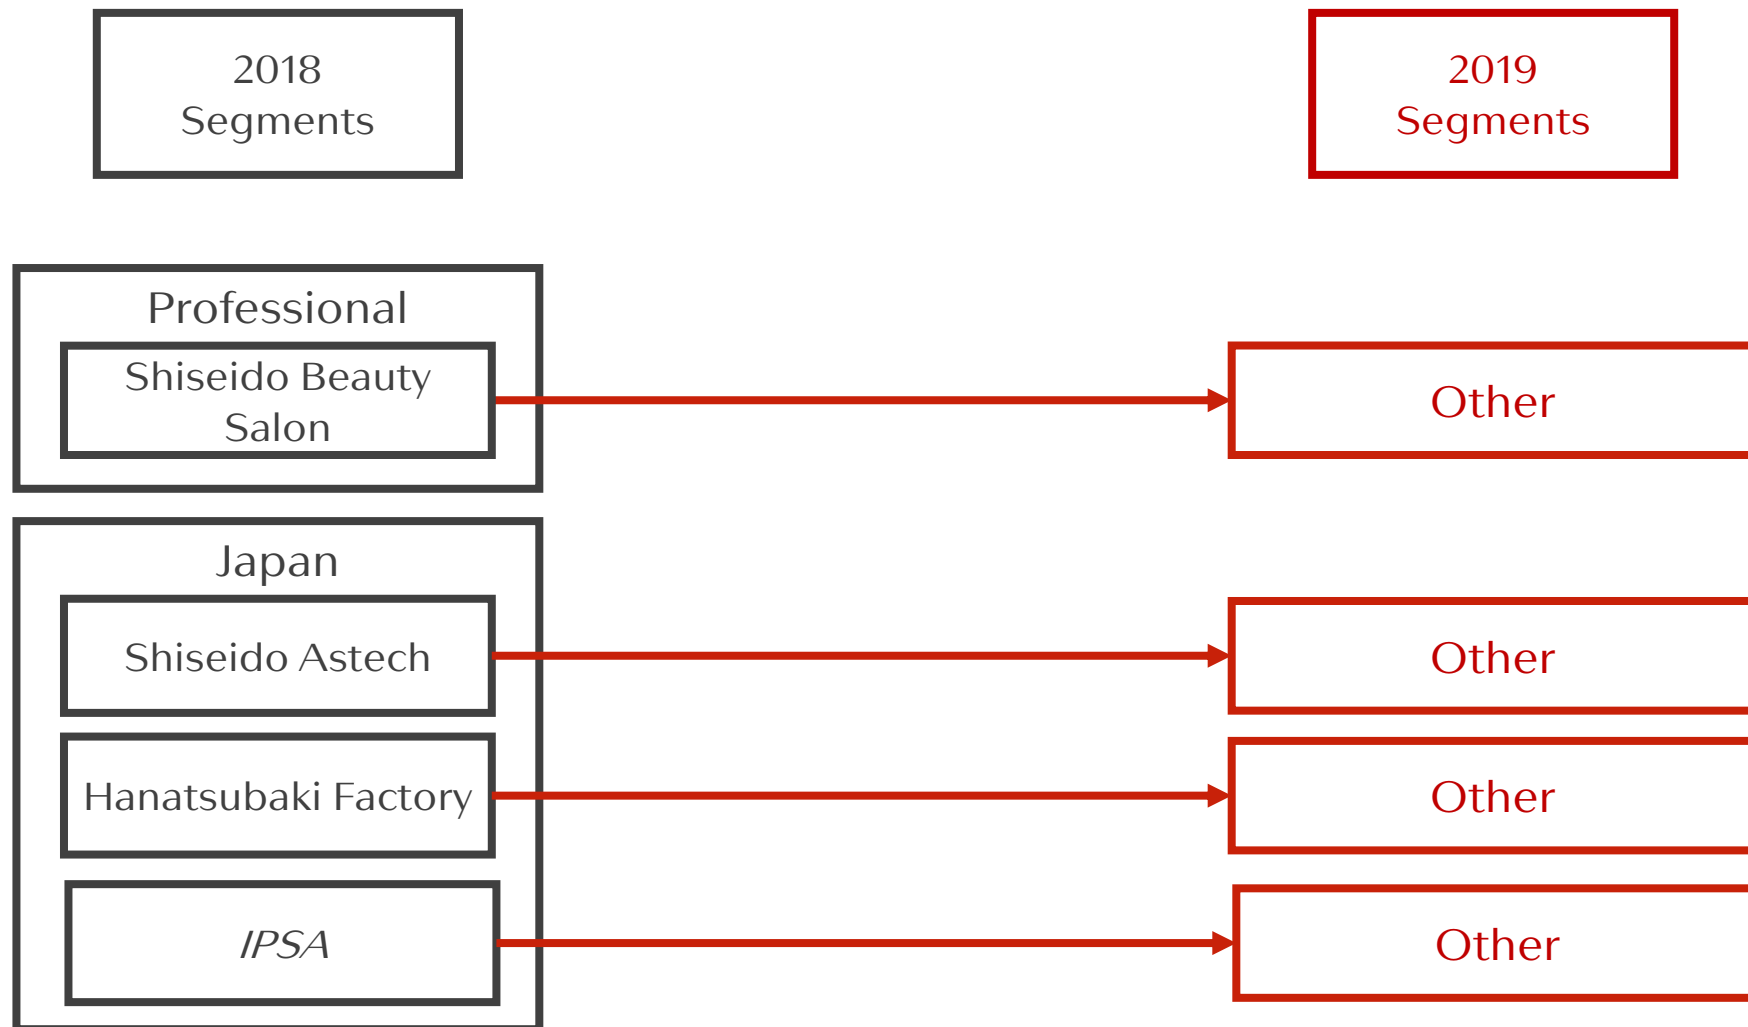 2018
Segments
2019
Segments
Professional
Shiseido Beauty
Salon
Other
Japan
Shiseido Astech
Other
Hanatsubaki Factory
Other
IPSA
Other